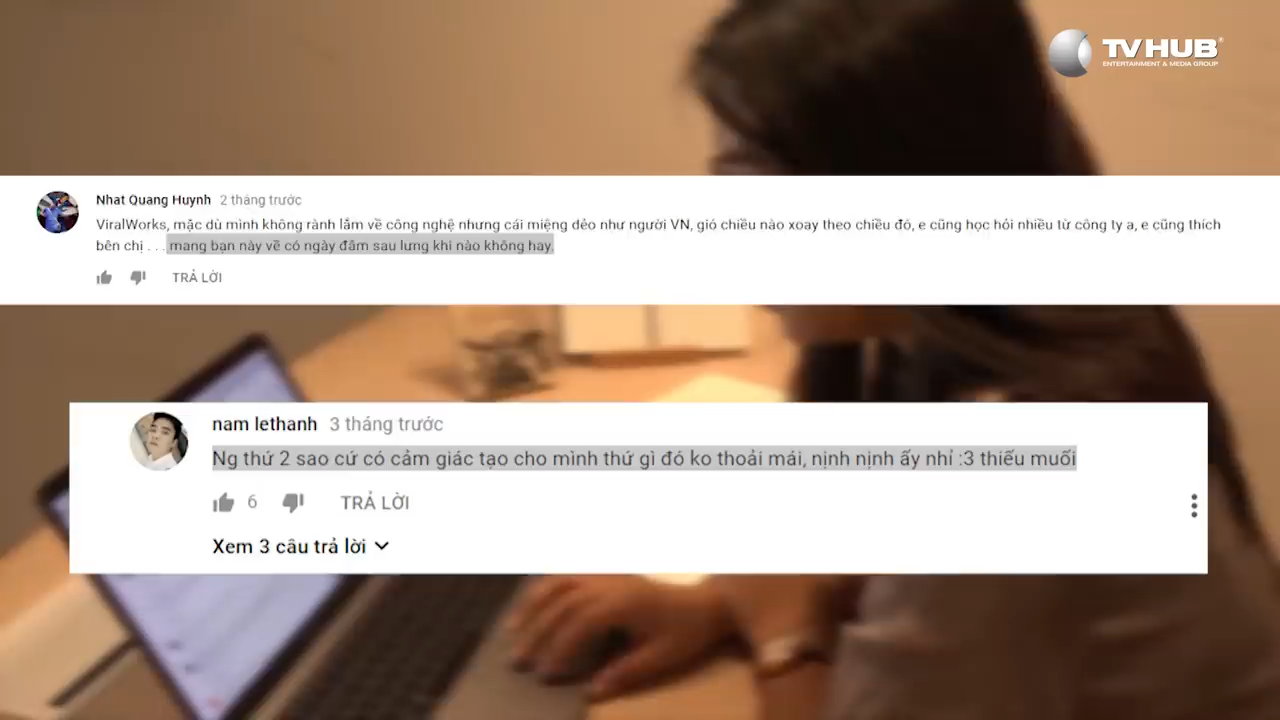 TV HUB®
ENTERTAINMENT & MEDIA GROUP
Nhat Quang Huynh 2 tháng trước
ViralWorks, mặc dù mình không rành lắm về công nghệ nhưng cái miệng dẻo như người VN, gió chiều nào xoay theo chiều đó, e cũng học hỏi nhiều từ công ty a, e cũng thích
bên chị . . . mang bạn này về có ngày đâm sau lưng khi nào không hay.
TRẢ LỜI
nam lethanh 3 tháng trước
Ng thứ 2 sao cứ có cảm giác tạo cho mình thứ gì đó ko thoải mái, nịnh nịnh ấy nhỉ :3 thiếu muối
6 TRẢ LỜI
Xem 3 câu trả lời